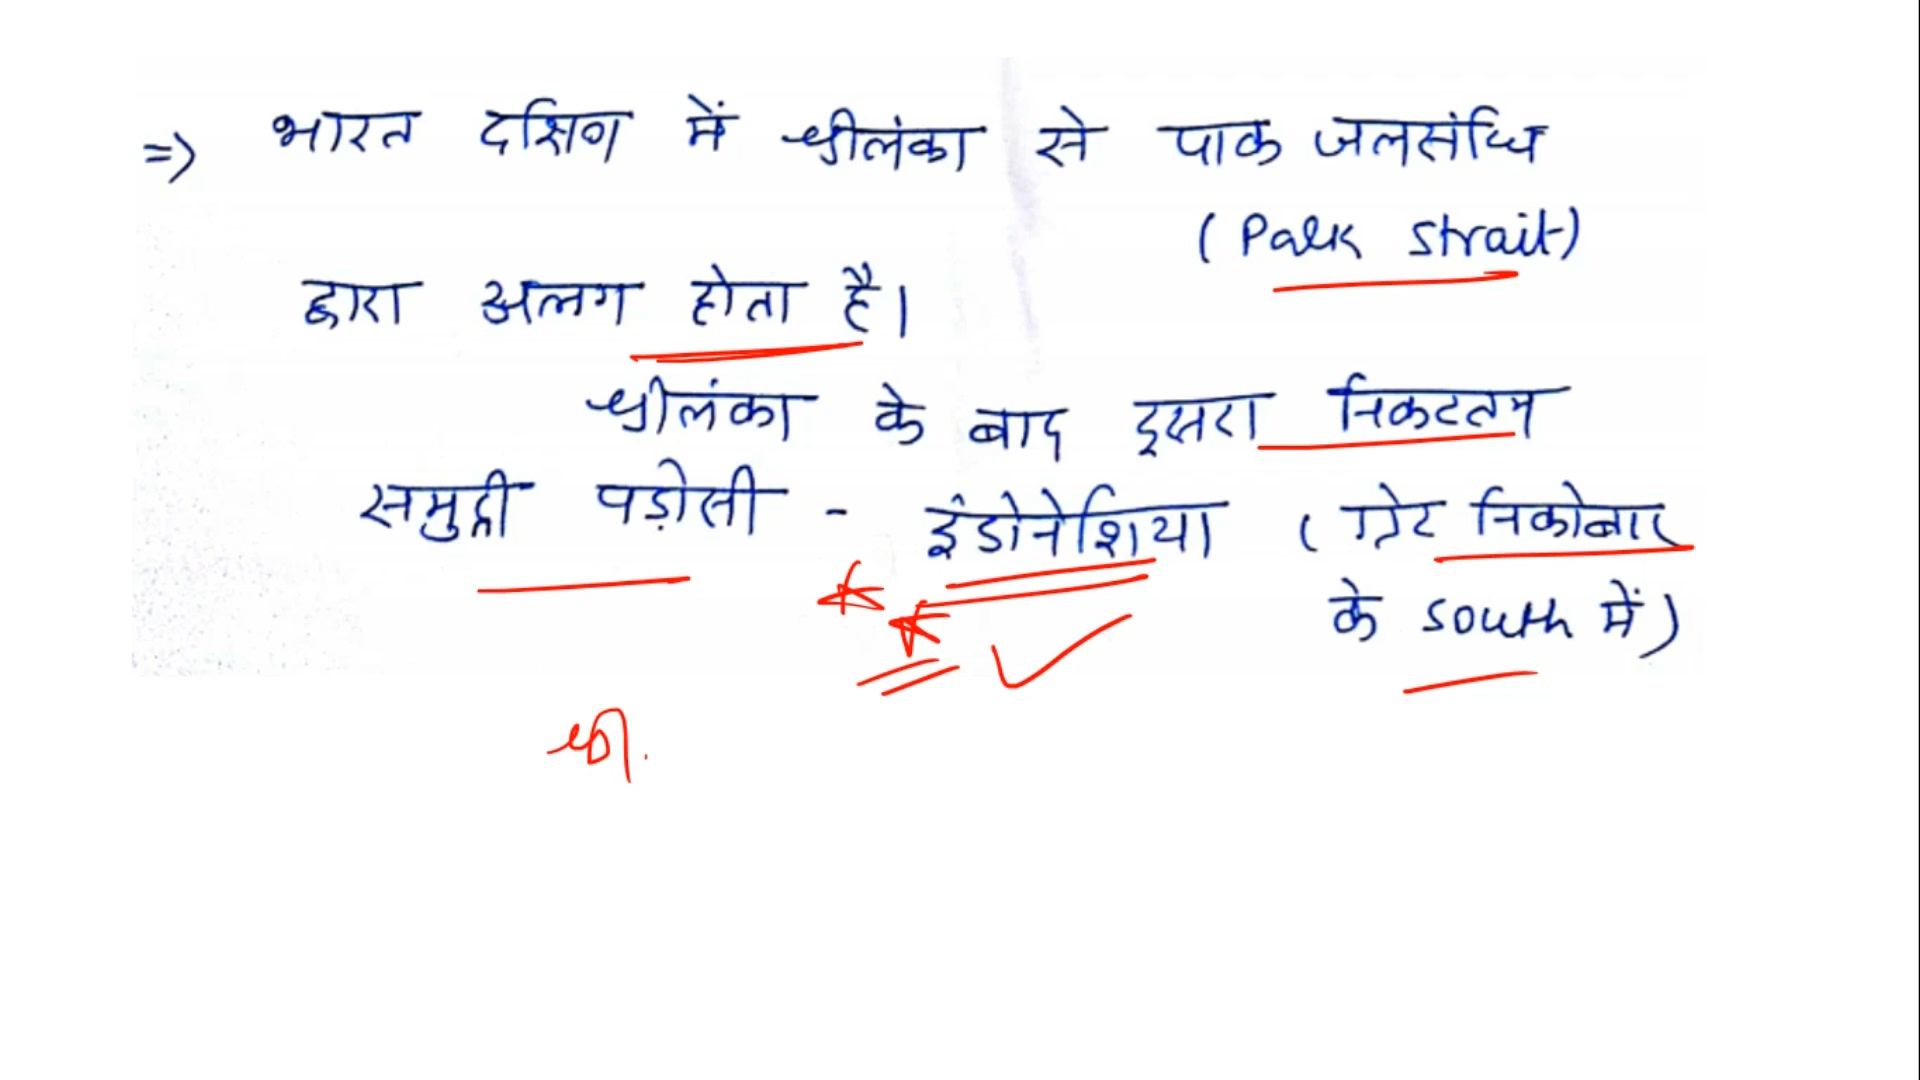 => भारत दक्षिण में श्रीलंका से पाक जलसंधि
(Palk Strait)
द्वारा अलग होता है।
श्रीलंका के बाद दूसरा निकटतम
समुद्री पड़ोसी - इंडोनेशिया (ग्रेट निकोबार
के south में)
श्री.